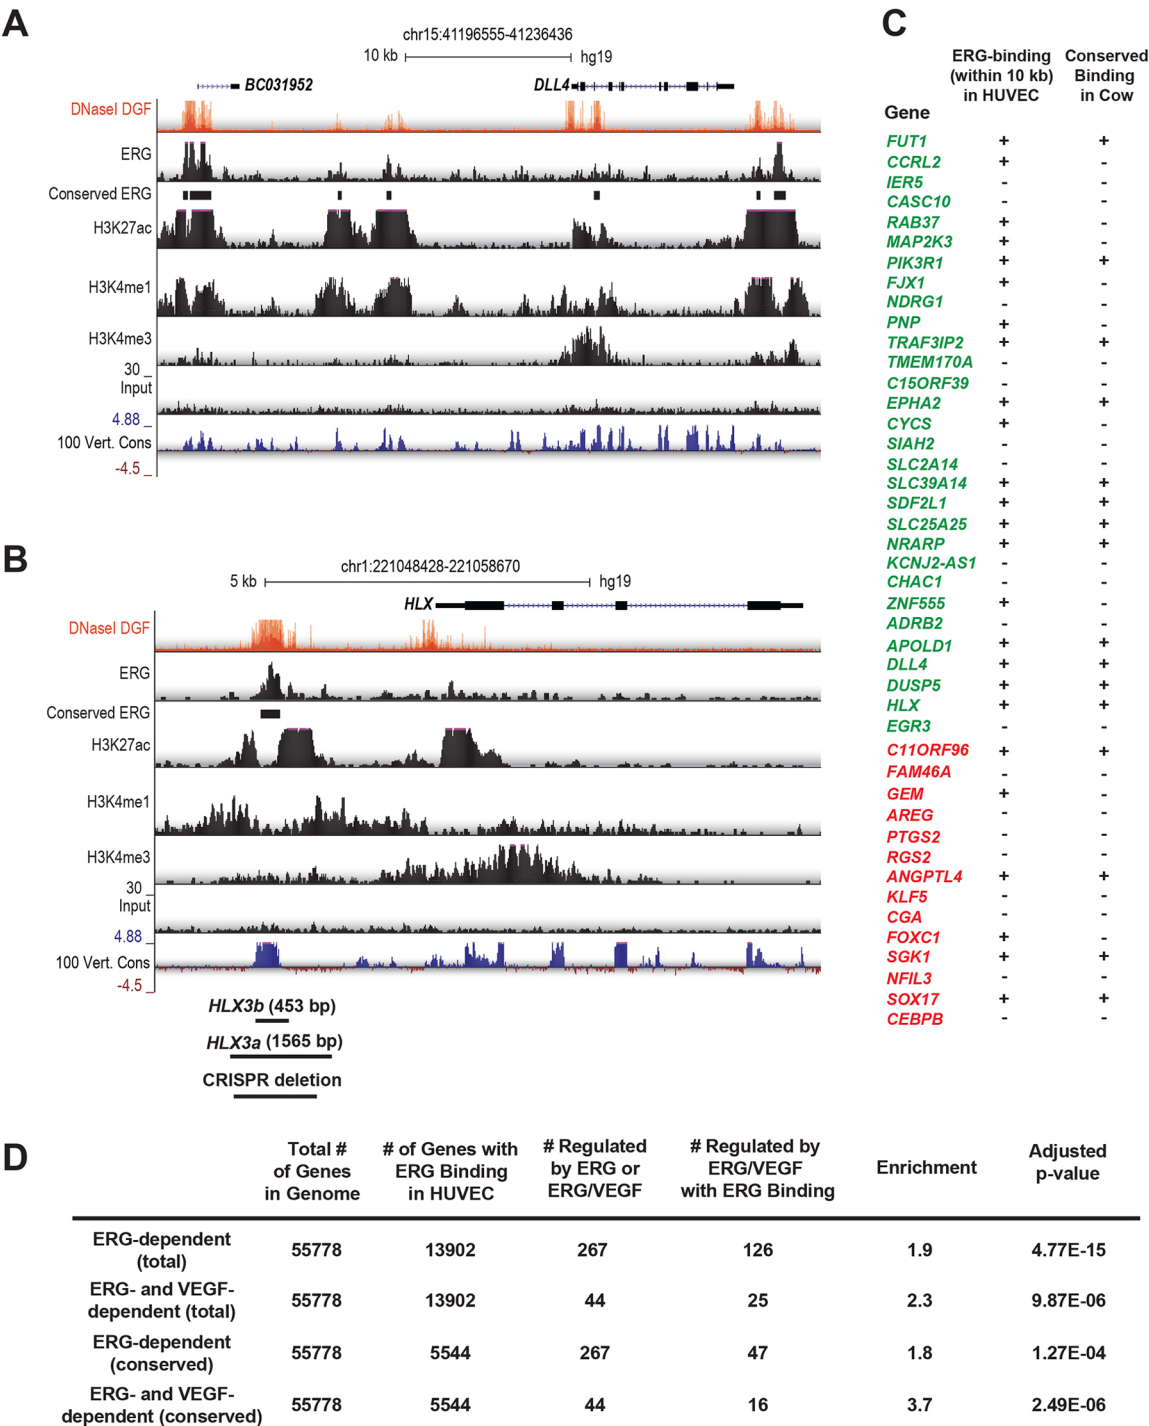 A
chr15:41196555-41236436
10 kb hg19
BC031952 DLL4
DNaseI DGF
ERG
Conserved ERG
H3K27ac
H3K4me1
H3K4me3
30 _
Input
4.88 _
100 Vert. Cons
-4.5 _
B
chr1:221048428-221058670
5 kb hg19
HLX
DNaseI DGF
ERG
Conserved ERG
H3K27ac
H3K4me1
H3K4me3
30 _
Input
4.88 _
100 Vert. Cons
-4.5 _
HLX3b (453 bp)
HLX3a (1565 bp)
CRISPR deletion
C
ERG-binding Conserved
(within 10 kb) Binding
in HUVEC in Cow
Gene
FUT1 + +
CCRL2 + -
IER5 - -
CASC10 - -
RAB37 + -
MAP2K3 + -
PIK3R1 + +
FJX1 + -
NDRG1 - -
PNP + -
TRAF3IP2 + +
TMEM170A - -
C15ORF39 - -
EPHA2 + +
CYCS + -
SIAH2 - -
SLC2A14 - -
SLC39A14 + +
SDF2L1 + +
SLC25A25 + +
NRARP + +
KCNJ2-AS1 - -
CHAC1 - -
ZNF555 + -
ADRB2 - -
APOLD1 + +
DLL4 + +
DUSP5 + +
HLX + +
EGR3 - -
C11ORF96 + +
FAM46A - -
GEM + -
AREG - -
PTGS2 - -
RGS2 - -
ANGPTL4 + +
KLF5 - -
CGA - -
FOXC1 + -
SGK1 + +
NFIL3 - -
SOX17 + +
CEBPB - -
D
Total # # of Genes with # Regulated # Regulated by Adjusted
of Genes ERG Binding by ERG or ERG/VEGF Enrichment p-value
in Genome in HUVEC ERG/VEGF with ERG Binding
ERG-dependent
(total) 55778 13902 267 126 1.9 4.77E-15
ERG- and VEGF-
dependent (total) 55778 13902 44 25 2.3 9.87E-06
ERG-dependent
(conserved) 55778 5544 267 47 1.8 1.27E-04
ERG- and VEGF-
dependent (conserved) 55778 5544 44 16 3.7 2.49E-06